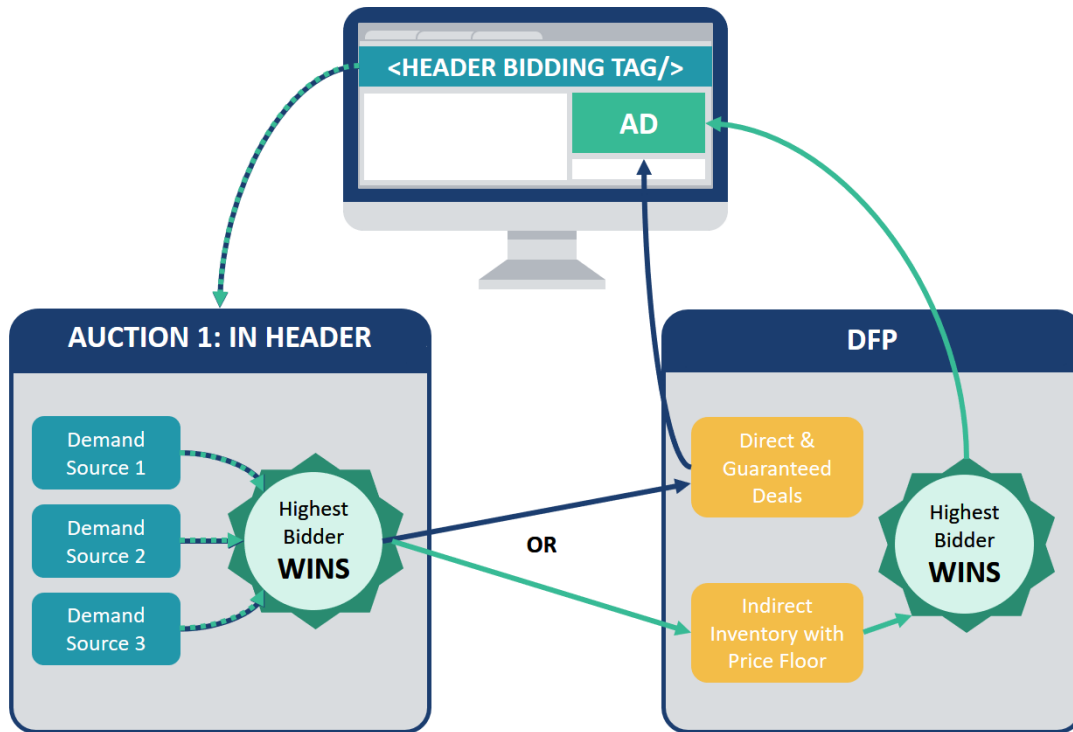 <HEADER BIDDING TAG/>
AD
AUCTION 1: IN HEADER
Demand
Source 1
Demand
Source 2
Demand
Source 3
Highest
Bidder
WINS
OR
DFP
Direct &
Guaranteed
Deals
Indirect
Inventory with
Price Floor
Highest
Bidder
WINS